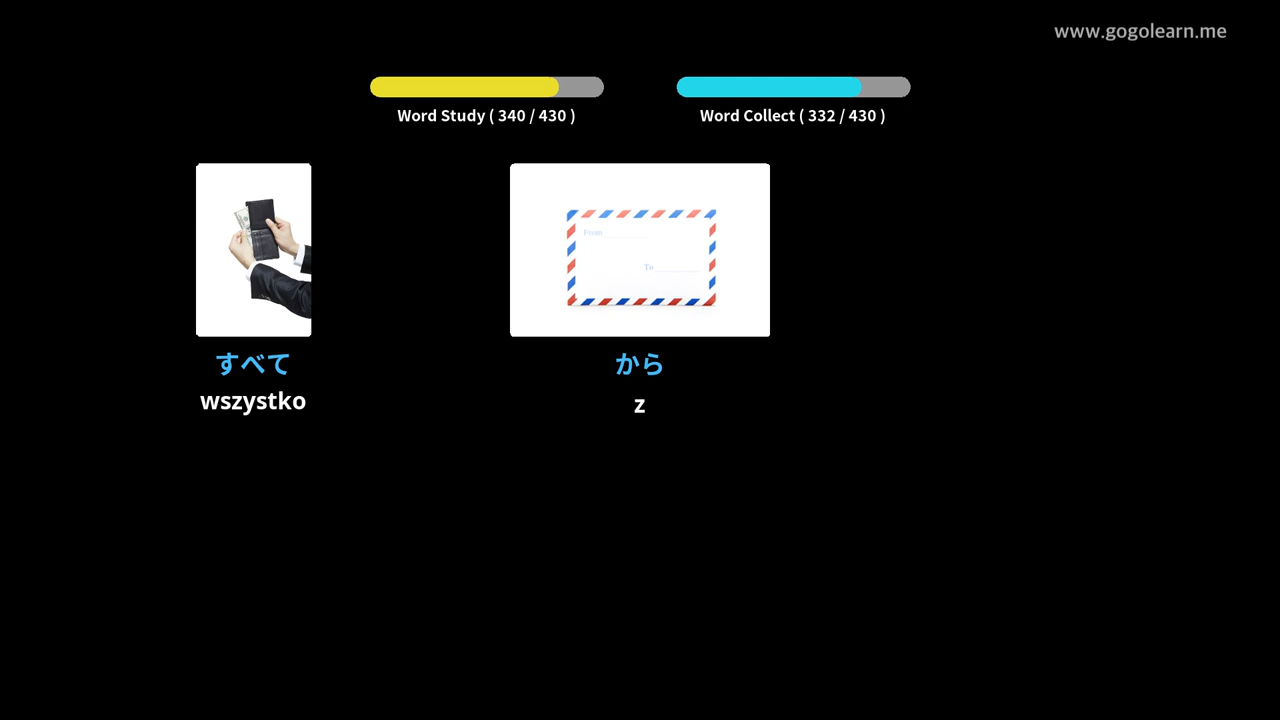 www.gogolearn.me
Word Study ( 340 / 430 )
Word Collect ( 332 / 430 )
From
To
すべて
から
wszystko
z